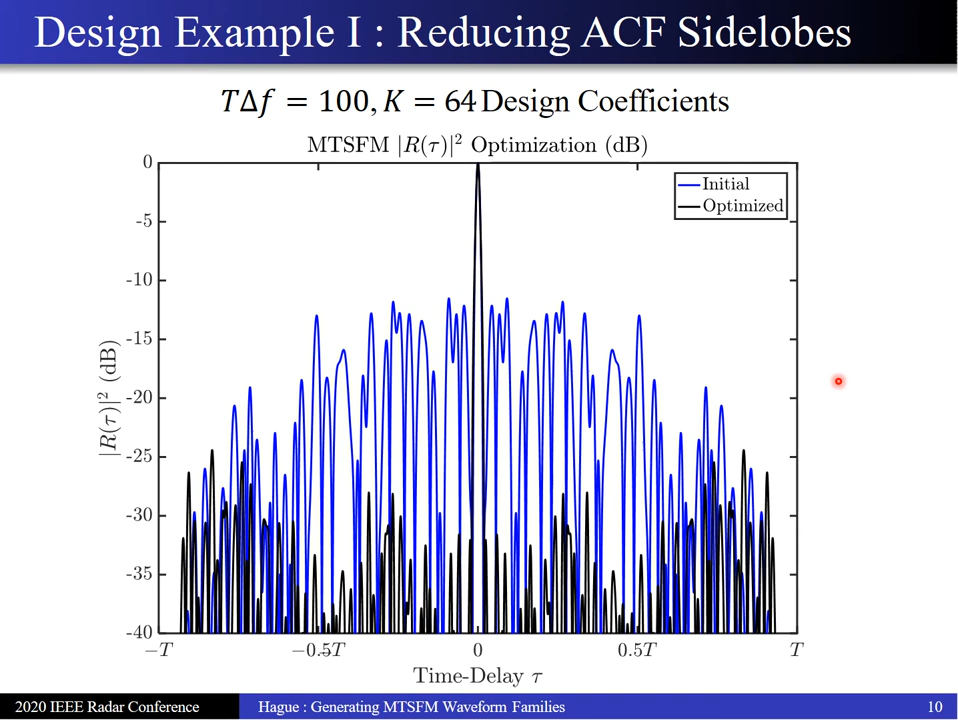 Design Example I : Reducing ACF Sidelobes
TΔf = 100, K = 64 Design Coefficients
MTSFM |R(τ)|² Optimization (dB)
Initial
Optimized
0
-5
-10
-15
-20
-25
-30
-35
-40
|R(τ)|² (dB)
−T
−0.5T
0
0.5T
T
Time-Delay τ
2020 IEEE Radar Conference
Hague : Generating MTSFM Waveform Families
10